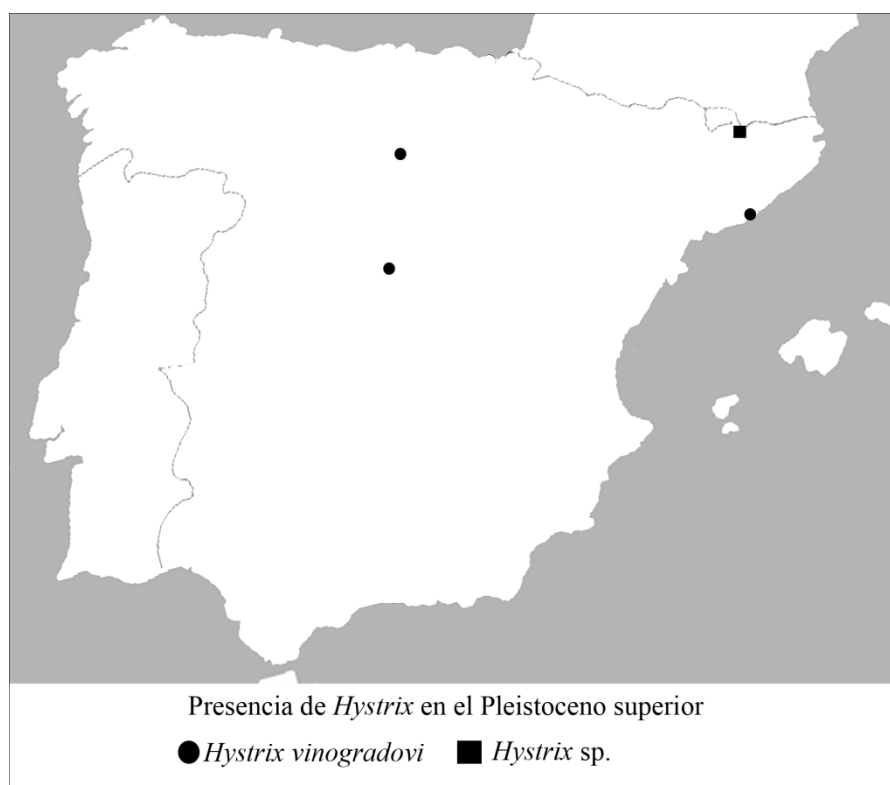 Presencia de Hystrix en el Pleistoceno superior
Hystrix vinogradovi Hystrix sp.